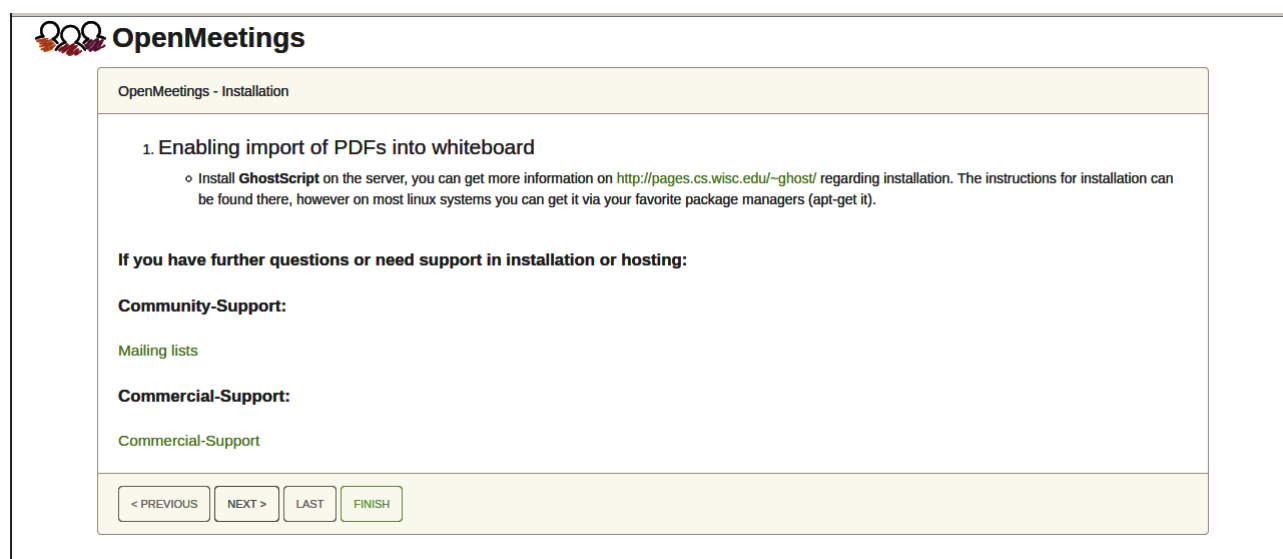 OpenMeetings
OpenMeetings - Installation
1. Enabling import of PDFs into whiteboard
Install GhostScript on the server, you can get more information on http://pages.cs.wisc.edu/~ghost/ regarding installation. The instructions for installation can
be found there, however on most linux systems you can get it via your favorite package managers (apt-get it).
If you have further questions or need support in installation or hosting:
Community-Support:
Mailing lists
Commercial-Support:
Commercial-Support
< PREVIOUS NEXT > LAST FINISH